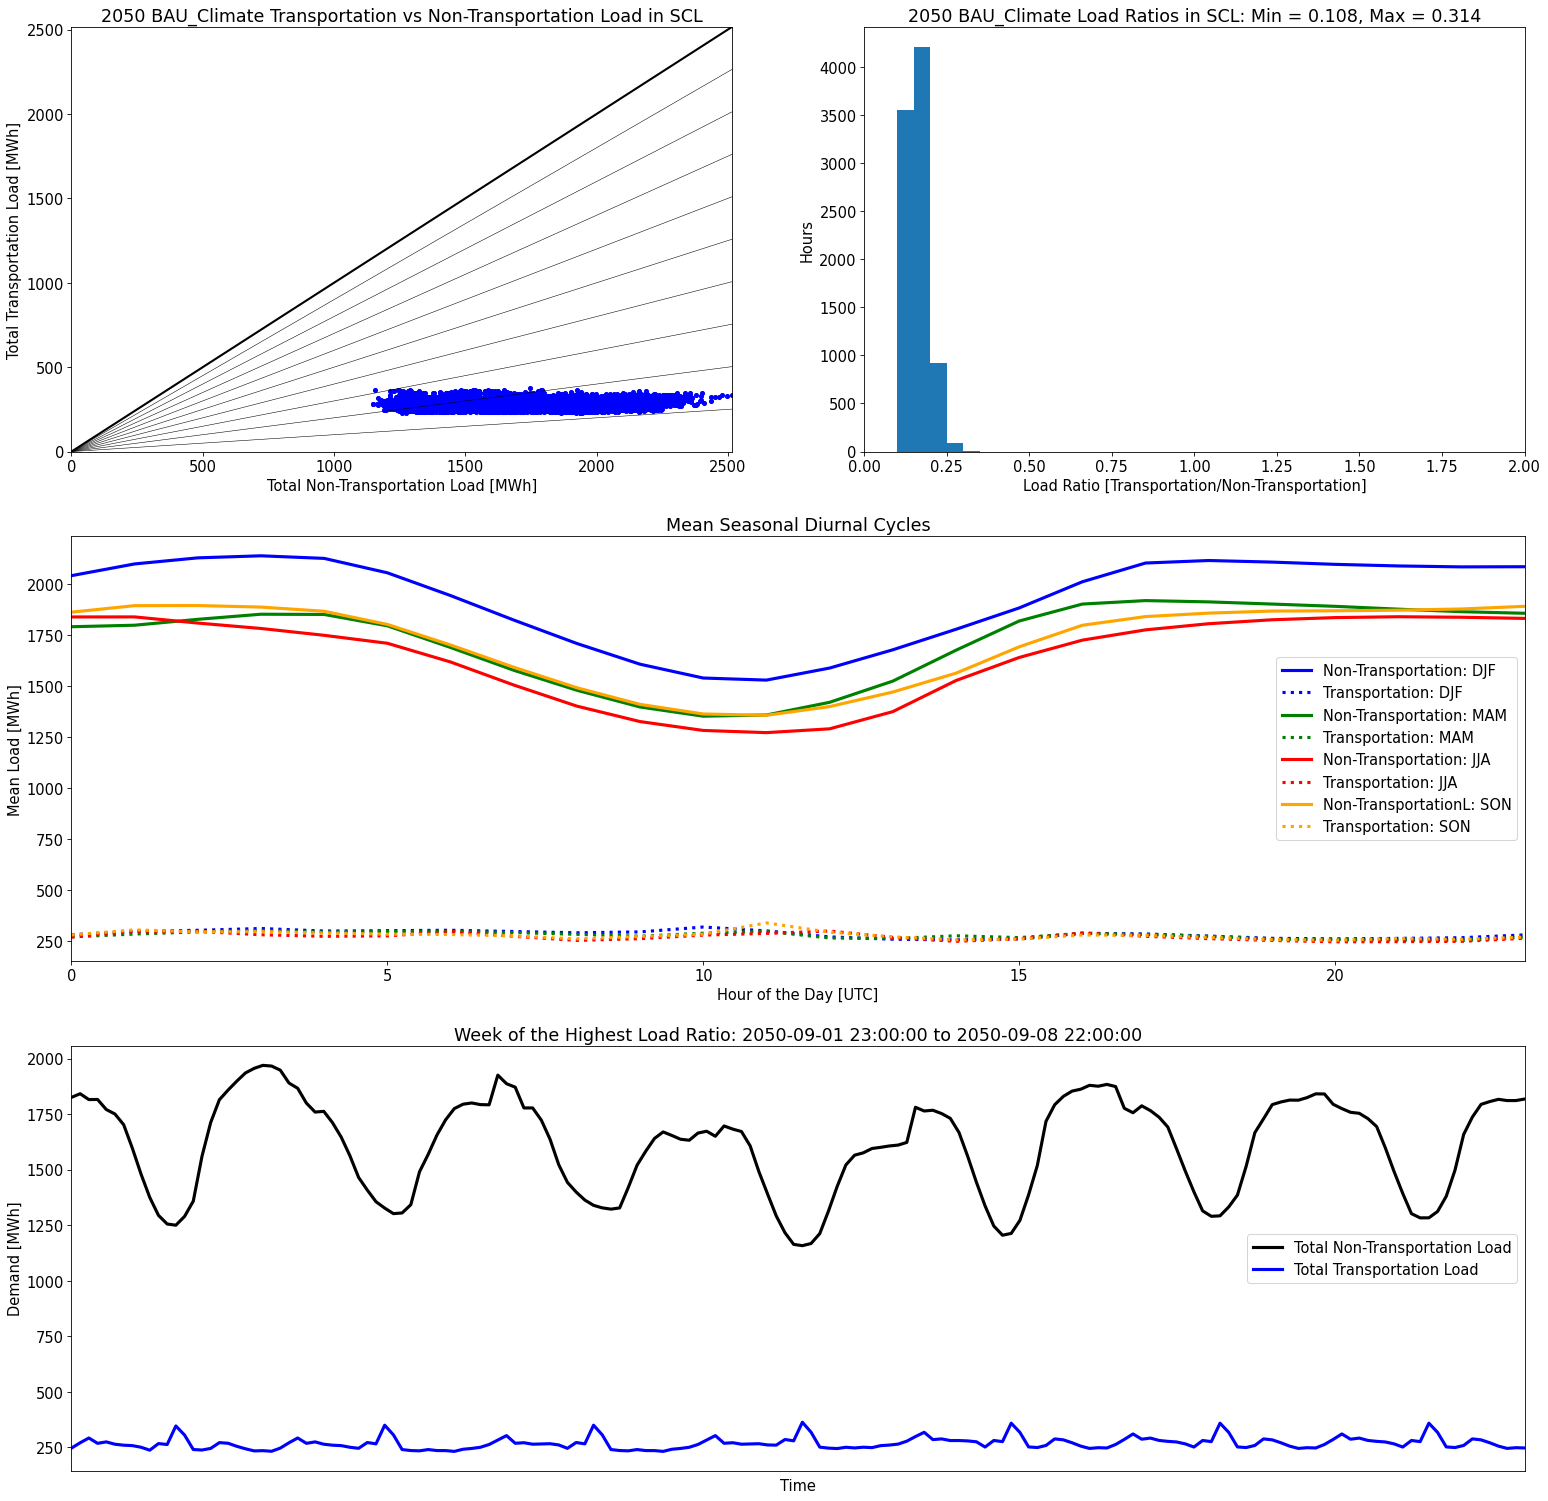 2050 BAU_Climate Transportation vs Non-Transportation Load in SCL
Total Transportation Load [MWh]
2500
2000
1500
1000
500
0
0 500 1000 1500 2000 2500
Total Non-Transportation Load [MWh]
2050 BAU_Climate Load Ratios in SCL: Min = 0.108, Max = 0.314
Hours
4000
3500
3000
2500
2000
1500
1000
500
0
0.00 0.25 0.50 0.75 1.00 1.25 1.50 1.75 2.00
Load Ratio [Transportation/Non-Transportation]
Mean Seasonal Diurnal Cycles
Mean Load [MWh]
2000
1750
1500
1250
1000
750
500
250
Non-Transportation: DJF
Transportation: DJF
Non-Transportation: MAM
Transportation: MAM
Non-Transportation: JJA
Transportation: JJA
Non-TransportationL: SON
Transportation: SON
0 5 10 15 20
Hour of the Day [UTC]
Week of the Highest Load Ratio: 2050-09-01 23:00:00 to 2050-09-08 22:00:00
Demand [MWh]
2000
1750
1500
1250
1000
750
500
250
Total Non-Transportation Load
Total Transportation Load
Time